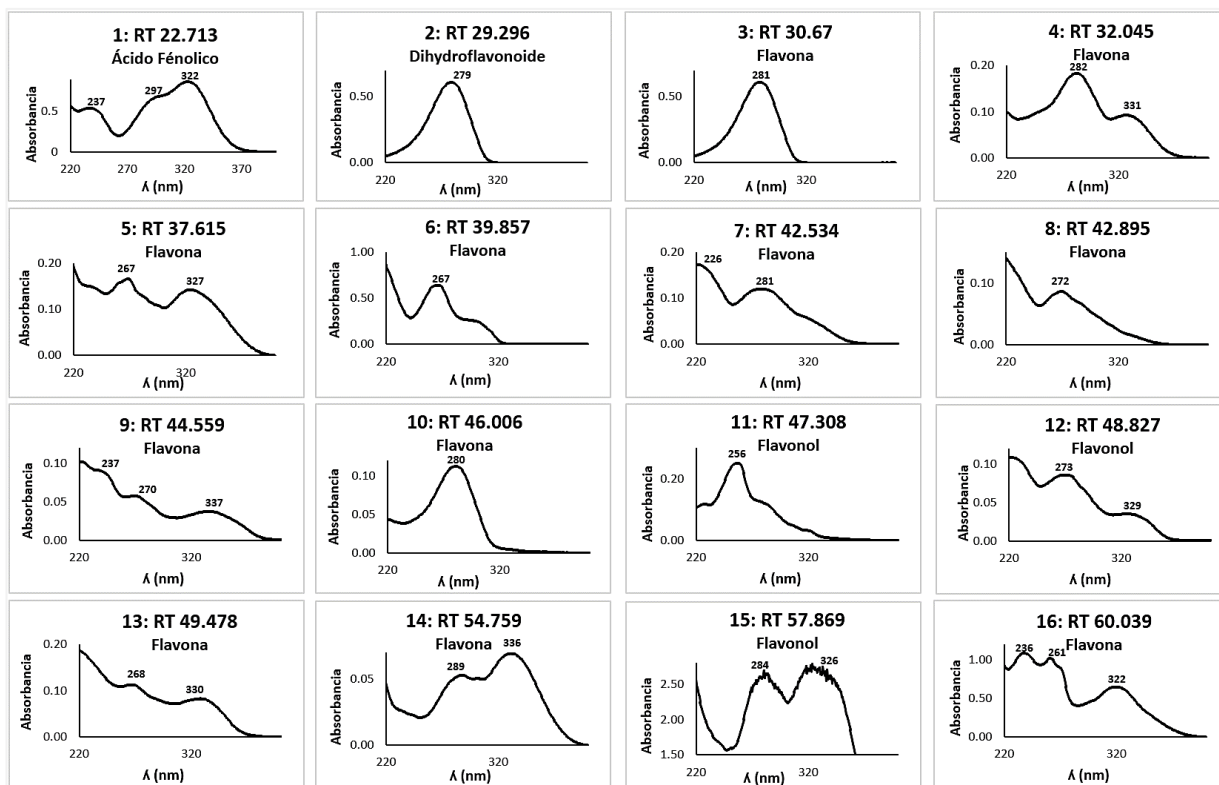 1: RT 22.713
Ácido Fénolico
237
297
322
Absorbancia
0.5
0
220
270
320
370
ʎ (nm)
2: RT 29.296
Dihydroflavonoide
279
Absorbancia
0.50
0.00
220
320
ʎ (nm)
3: RT 30.67
Flavona
281
Absorbancia
0.50
0.00
220
320
ʎ (nm)
4: RT 32.045
Flavona
282
331
Absorbancia
0.20
0.10
0.00
220
320
ʎ (nm)
5: RT 37.615
Flavona
267
327
Absorbancia
0.20
0.10
0.00
220
320
ʎ (nm)
6: RT 39.857
Flavona
267
Absorbancia
1.00
0.50
0.00
220
320
ʎ (nm)
7: RT 42.534
Flavona
226
281
Absorbancia
0.20
0.10
0.00
220
320
ʎ (nm)
8: RT 42.895
Flavona
272
Absorbancia
0.10
0.00
220
320
ʎ (nm)
9: RT 44.559
Flavona
237
270
337
Absorbancia
0.10
0.05
0.00
220
320
ʎ (nm)
10: RT 46.006
Flavona
280
Absorbancia
0.10
0.05
0.00
220
320
ʎ (nm)
11: RT 47.308
Flavonol
256
Absorbancia
0.20
0.00
220
320
ʎ (nm)
12: RT 48.827
Flavonol
273
329
Absorbancia
0.10
0.05
0.00
220
320
ʎ (nm)
13: RT 49.478
Flavona
268
330
Absorbancia
0.20
0.10
0.00
220
320
ʎ (nm)
14: RT 54.759
Flavona
289
336
Absorbancia
0.05
0.00
220
320
ʎ (nm)
15: RT 57.869
Flavonol
284
326
Absorbancia
2.50
2.00
1.50
220
320
ʎ (nm)
16: RT 60.039
Flavona
236
261
322
Absorbancia
1.00
0.50
0.00
220
320
ʎ (nm)